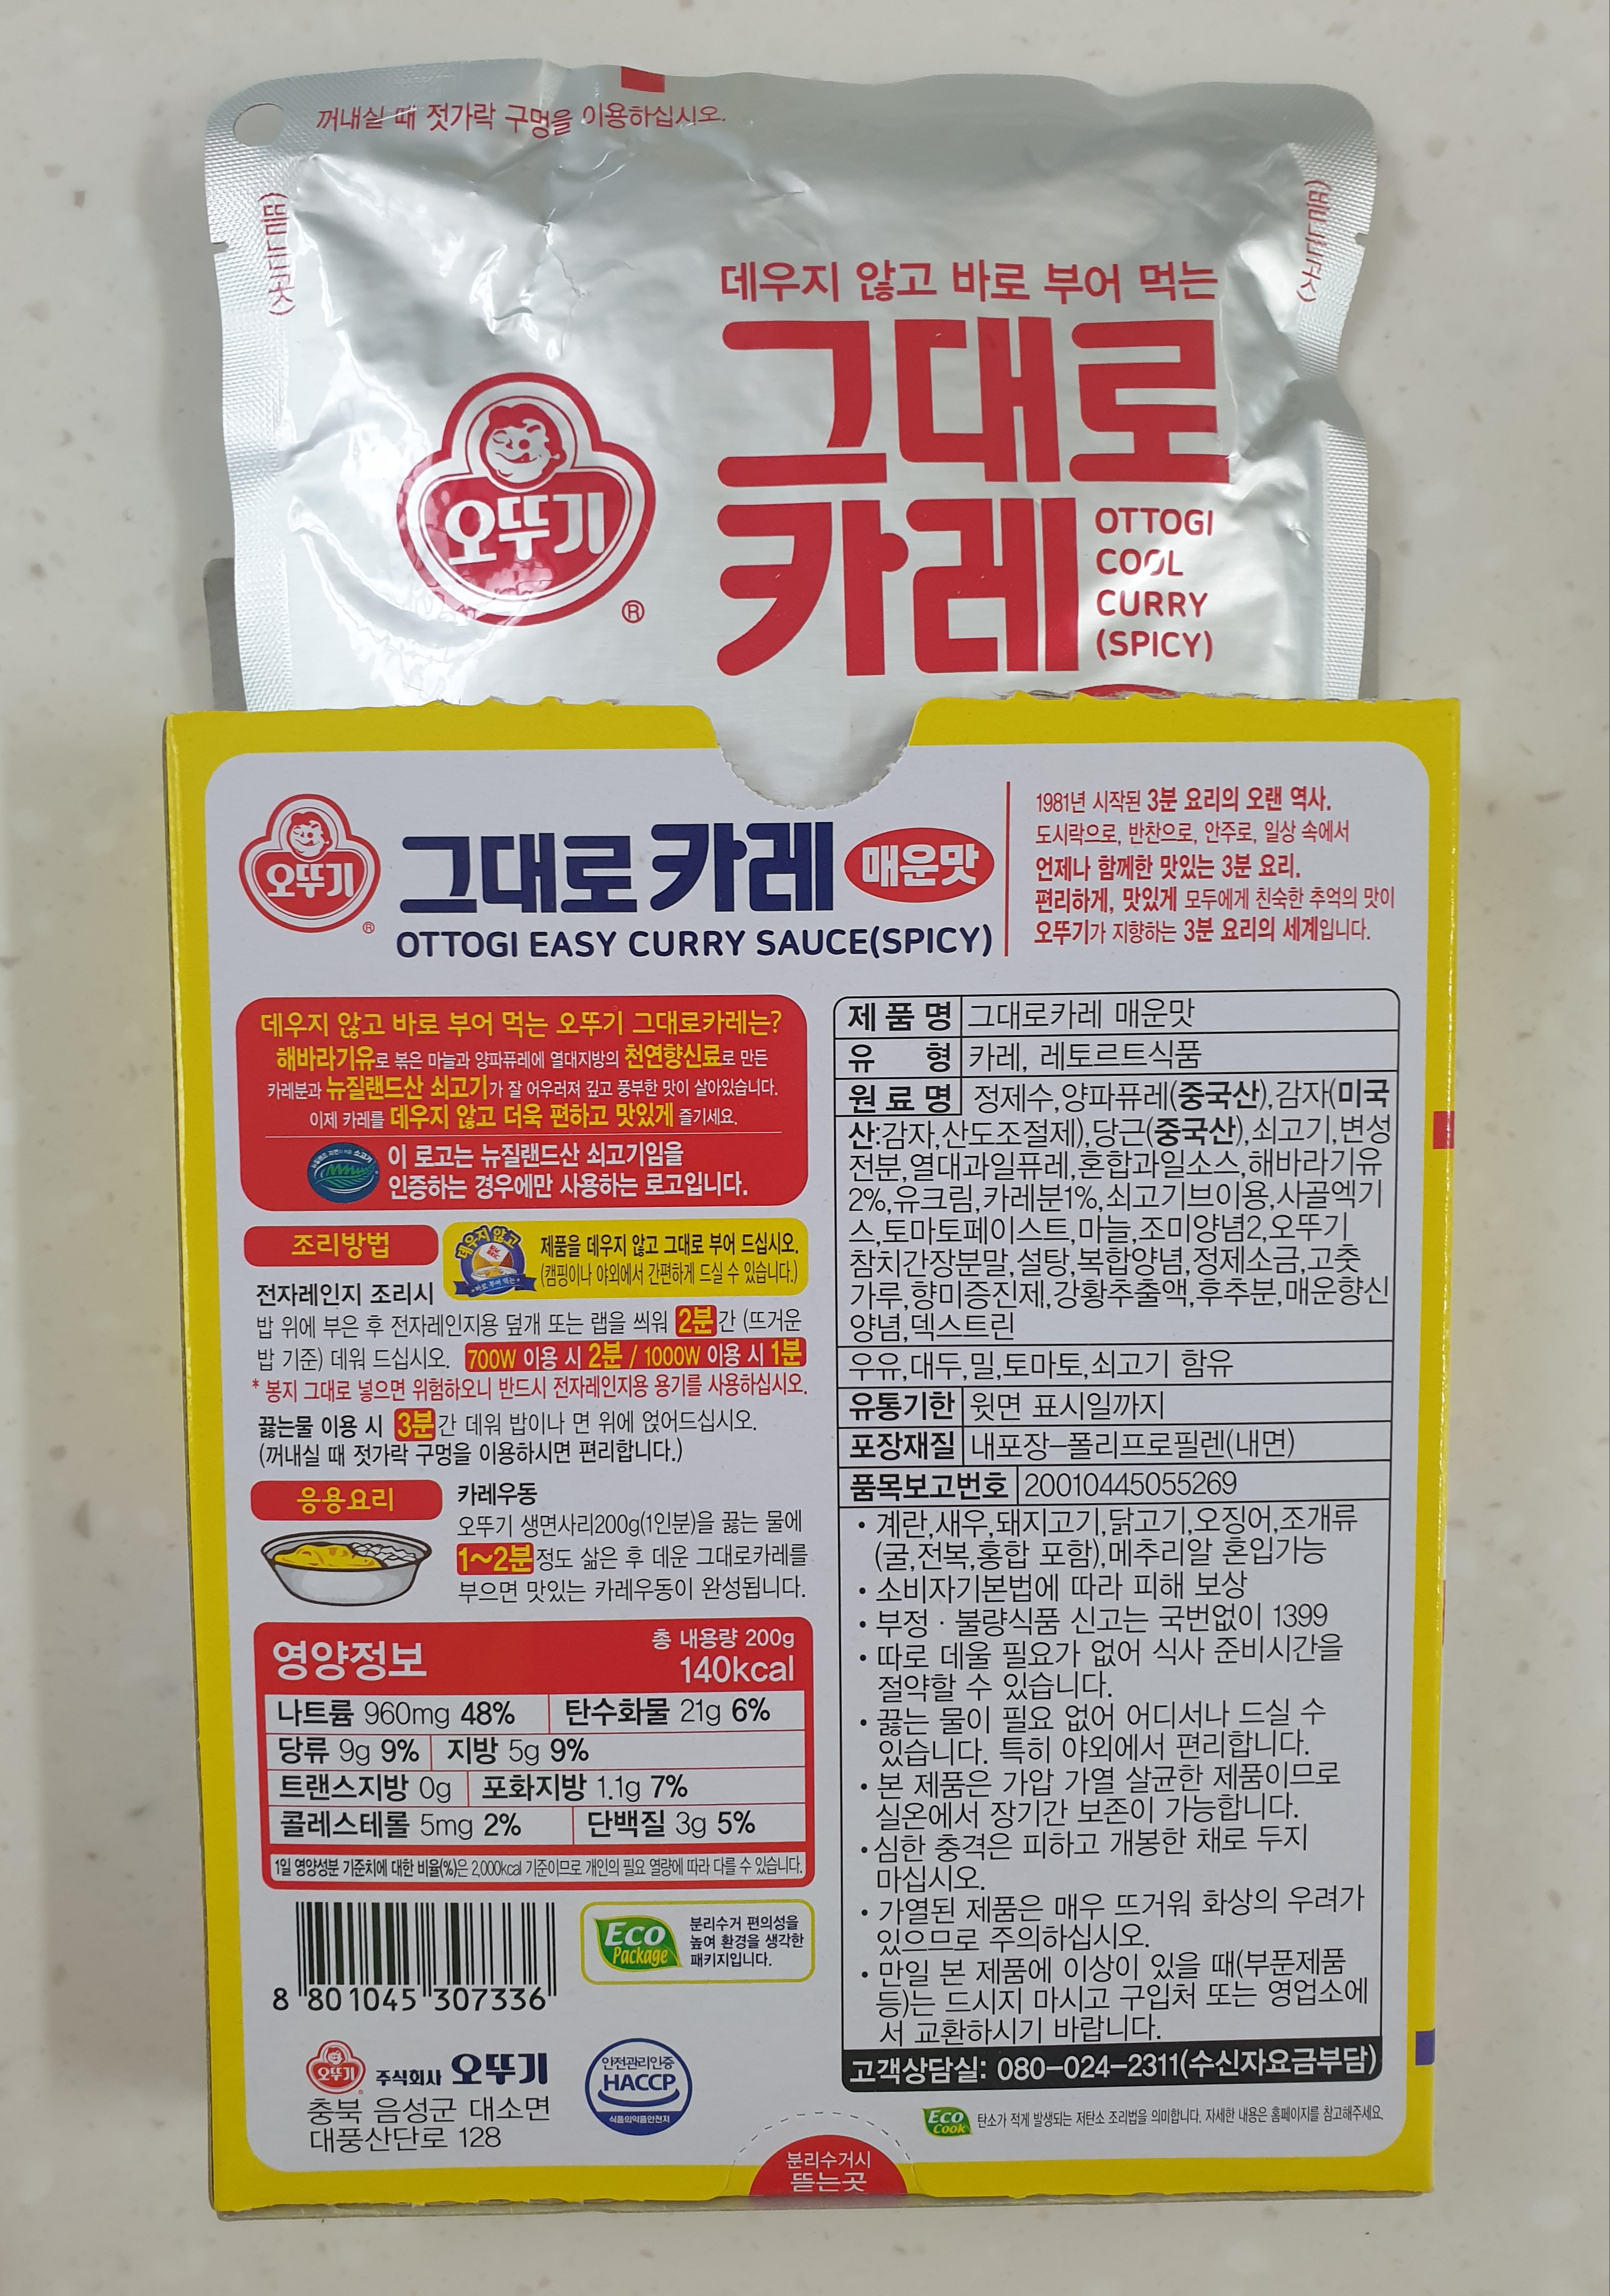 꺼내실 때 젓가락 구멍을 이용하십시오.
데우지 않고 바로 부어 먹는
그대로
카레
OTTOGI
COOL
CURRY
(SPICY)
오뚜기
®
오뚜기
®
그대로 카레 매운맛
OTTOGI EASY CURRY SAUCE(SPICY)
1981년 시작된 3분 요리의 오랜 역사.
도시락으로, 반찬으로, 안주로, 일상 속에서
언제나 함께한 맛있는 3분 요리.
편리하게, 맛있게 모두에게 친숙한 추억의 맛이
오뚜기가 지향하는 3분 요리의 세계입니다.
데우지 않고 바로 부어 먹는 오뚜기 그대로카레는?
해바라기유로 볶은 마늘과 양파퓨레에 열대지방의 천연향신료로 만든
카레분과 뉴질랜드산 쇠고기가 잘 어우러져 깊고 풍부한 맛이 살아있습니다.
이제 카레를 데우지 않고 더욱 편하고 맛있게 즐기세요.
이 로고는 뉴질랜드산 쇠고기임을
인증하는 경우에만 사용하는 로고입니다.
조리방법
데우지 않고
제품을 데우지 않고 그대로 부어 드십시오.
(캠핑이나 야외에서 간편하게 드실 수 있습니다.)
전자레인지 조리시
밥 위에 부은 후 전자레인지용 덮개 또는 랩을 씌워 2분간 (뜨거운
밥 기준) 데워 드십시오. 700W 이용 시 2분 / 1000W 이용 시 1분
* 봉지 그대로 넣으면 위험하오니 반드시 전자레인지용 용기를 사용하십시오.
끓는물 이용 시 3분간 데워 밥이나 면 위에 얹어드십시오.
(꺼내실 때 젓가락 구멍을 이용하시면 편리합니다.)
응용요리
카레우동
오뚜기 생면사리200g(1인분)을 끓는 물에
1~2분정도 삶은 후 데운 그대로카레를
부으면 맛있는 카레우동이 완성됩니다.
영양정보
총 내용량 200g
140kcal
나트륨 960mg 48% 탄수화물 21g 6%
당류 9g 9% 지방 5g 9%
트랜스지방 0g 포화지방 1.1g 7%
콜레스테롤 5mg 2% 단백질 3g 5%
1일 영양성분 기준치에 대한 비율(%)은 2,000kcal 기준이므로 개인의 필요 열량에 따라 다를 수 있습니다.
8 801045 307336
Eco
Package
분리수거 편의성을
높여 환경을 생각한
패키지입니다.
오뚜기
주식회사 오뚜기
충북 음성군 대소면
대풍산단로 128
안전관리인증
HACCP
식품의약품안전처
제품명 그대로카레 매운맛
유형 카레, 레토르트식품
원료명 정제수,양파퓨레(중국산),감자(미국
산:감자,산도조절제),당근(중국산),쇠고기,변성
전분,열대과일퓨레,혼합과일소스,해바라기유
2%,유크림,카레분1%,쇠고기브이용,사골엑기
스,토마토페이스트,마늘,조미양념2,오뚜기
참치간장분말,설탕,복합양념,정제소금,고춧
가루,향미증진제,강황추출액,후추분,매운향신
양념,덱스트린
우유,대두,밀,토마토,쇠고기 함유
유통기한 윗면 표시일까지
포장재질 내포장-폴리프로필렌(내면)
품목보고번호 20010445055269
• 계란,새우,돼지고기,닭고기,오징어,조개류
(굴,전복,홍합 포함),메추리알 혼입가능
• 소비자기본법에 따라 피해 보상
• 부정·불량식품 신고는 국번없이 1399
• 따로 데울 필요가 없어 식사 준비시간을
절약할 수 있습니다.
• 끓는 물이 필요 없어 어디서나 드실 수
있습니다. 특히 야외에서 편리합니다.
• 본 제품은 가압 가열 살균한 제품이므로
실온에서 장기간 보존이 가능합니다.
• 심한 충격은 피하고 개봉한 채로 두지
마십시오.
• 가열된 제품은 매우 뜨거워 화상의 우려가
있으므로 주의하십시오.
• 만일 본 제품에 이상이 있을 때(부푼제품
등)는 드시지 마시고 구입처 또는 영업소에
서 교환하시기 바랍니다.
고객상담실: 080-024-2311(수신자요금부담)
Eco
Cook
탄소가 적게 발생되는 저탄소 조리법을 의미합니다. 자세한 내용은 홈페이지를 참고해주세요.
분리수거시
뜯는곳